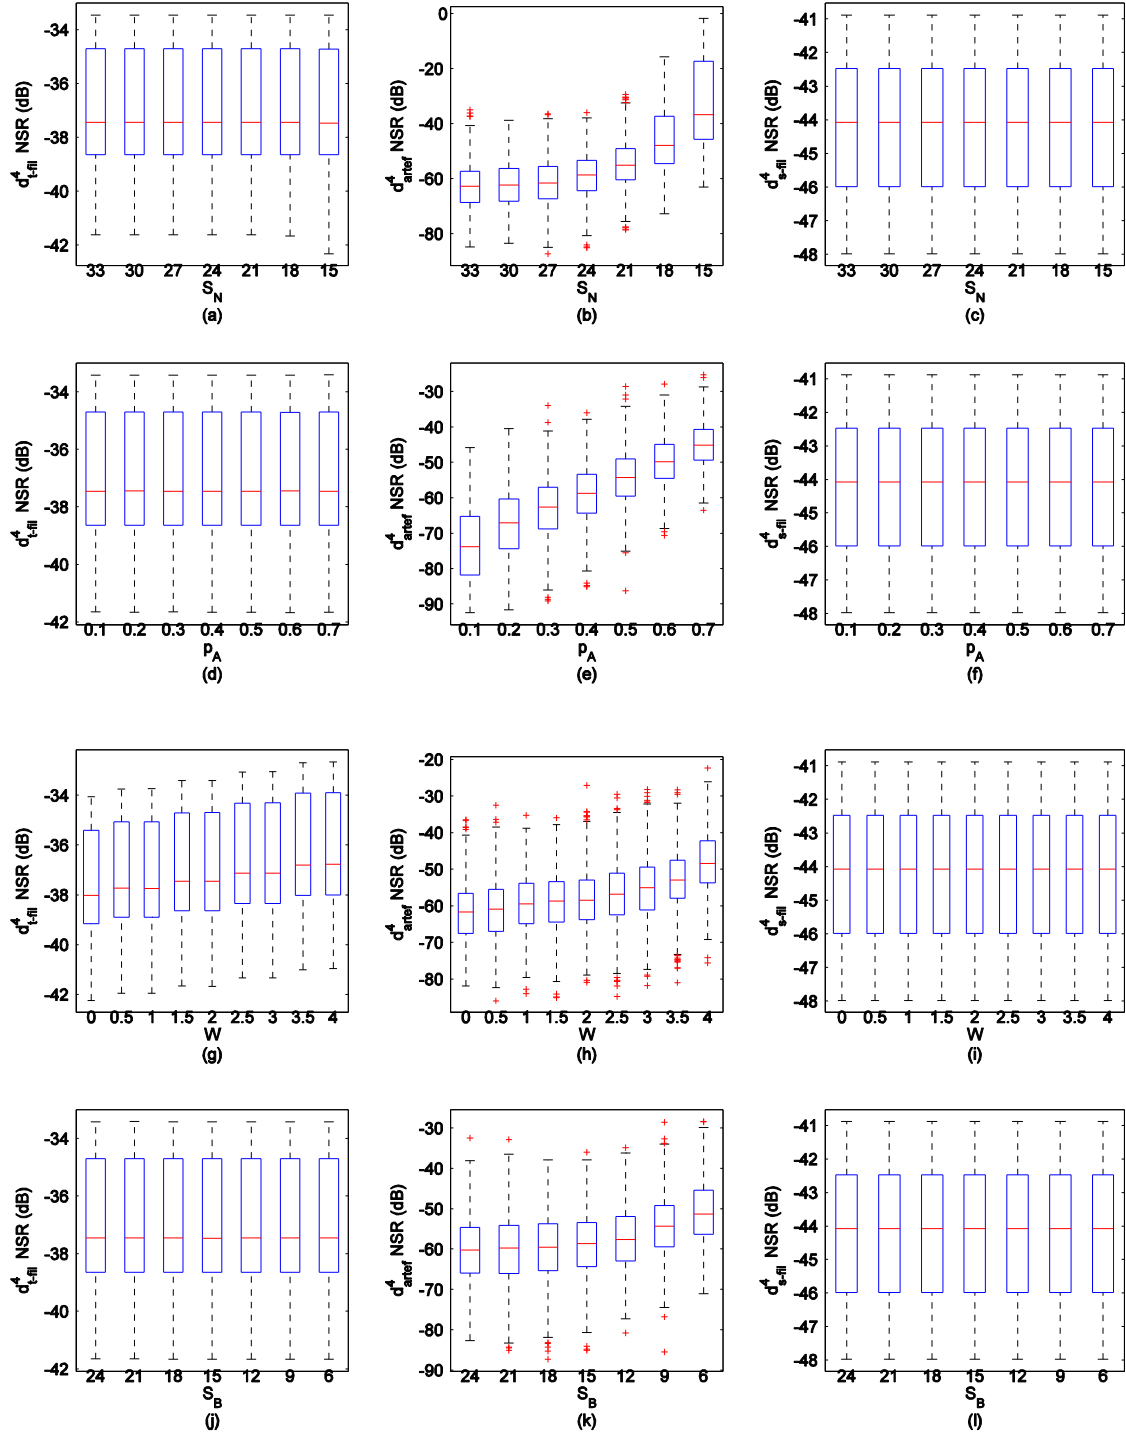 -34
-36
-38
-40
-42
d⁴t-fil NSR (dB)
33 30 27 24 21 18 15
S_N
(a)
0
-20
-40
-60
-80
d⁴artef NSR (dB)
33 30 27 24 21 18 15
S_N
(b)
-41
-42
-43
-44
-45
-46
-47
-48
d⁴s-fil NSR (dB)
33 30 27 24 21 18 15
S_N
(c)
-34
-36
-38
-40
-42
d⁴t-fil NSR (dB)
0.1 0.2 0.3 0.4 0.5 0.6 0.7
p_A
(d)
-30
-40
-50
-60
-70
-80
-90
d⁴artef NSR (dB)
0.1 0.2 0.3 0.4 0.5 0.6 0.7
p_A
(e)
-41
-42
-43
-44
-45
-46
-47
-48
d⁴s-fil NSR (dB)
0.1 0.2 0.3 0.4 0.5 0.6 0.7
p_A
(f)
-34
-36
-38
-40
-42
d⁴t-fil NSR (dB)
0 0.5 1 1.5 2 2.5 3 3.5 4
W
(g)
-20
-30
-40
-50
-60
-70
-80
d⁴artef NSR (dB)
0 0.5 1 1.5 2 2.5 3 3.5 4
W
(h)
-41
-42
-43
-44
-45
-46
-47
-48
d⁴s-fil NSR (dB)
0 0.5 1 1.5 2 2.5 3 3.5 4
W
(i)
-34
-36
-38
-40
-42
d⁴t-fil NSR (dB)
24 21 18 15 12 9 6
S_B
(j)
-30
-40
-50
-60
-70
-80
-90
d⁴artef NSR (dB)
24 21 18 15 12 9 6
S_B
(k)
-41
-42
-43
-44
-45
-46
-47
-48
d⁴s-fil NSR (dB)
24 21 18 15 12 9 6
S_B
(l)